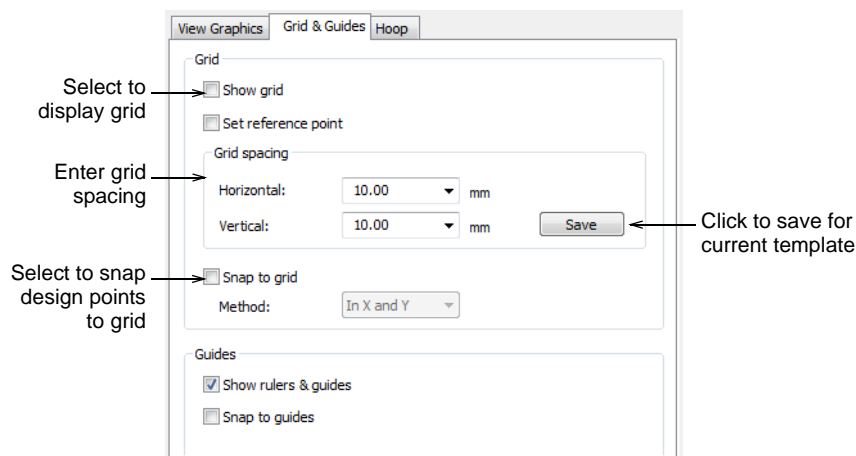 View Graphics Grid & Guides Hoop
Grid
Select to
display grid
Show grid
Set reference point
Grid spacing
Enter grid
spacing
Horizontal: 10.00 mm
Vertical: 10.00 mm Save
Click to save for
current template
Select to snap
design points
to grid
Snap to grid
Method: In X and Y
Guides
Show rulers & guides
Snap to guides